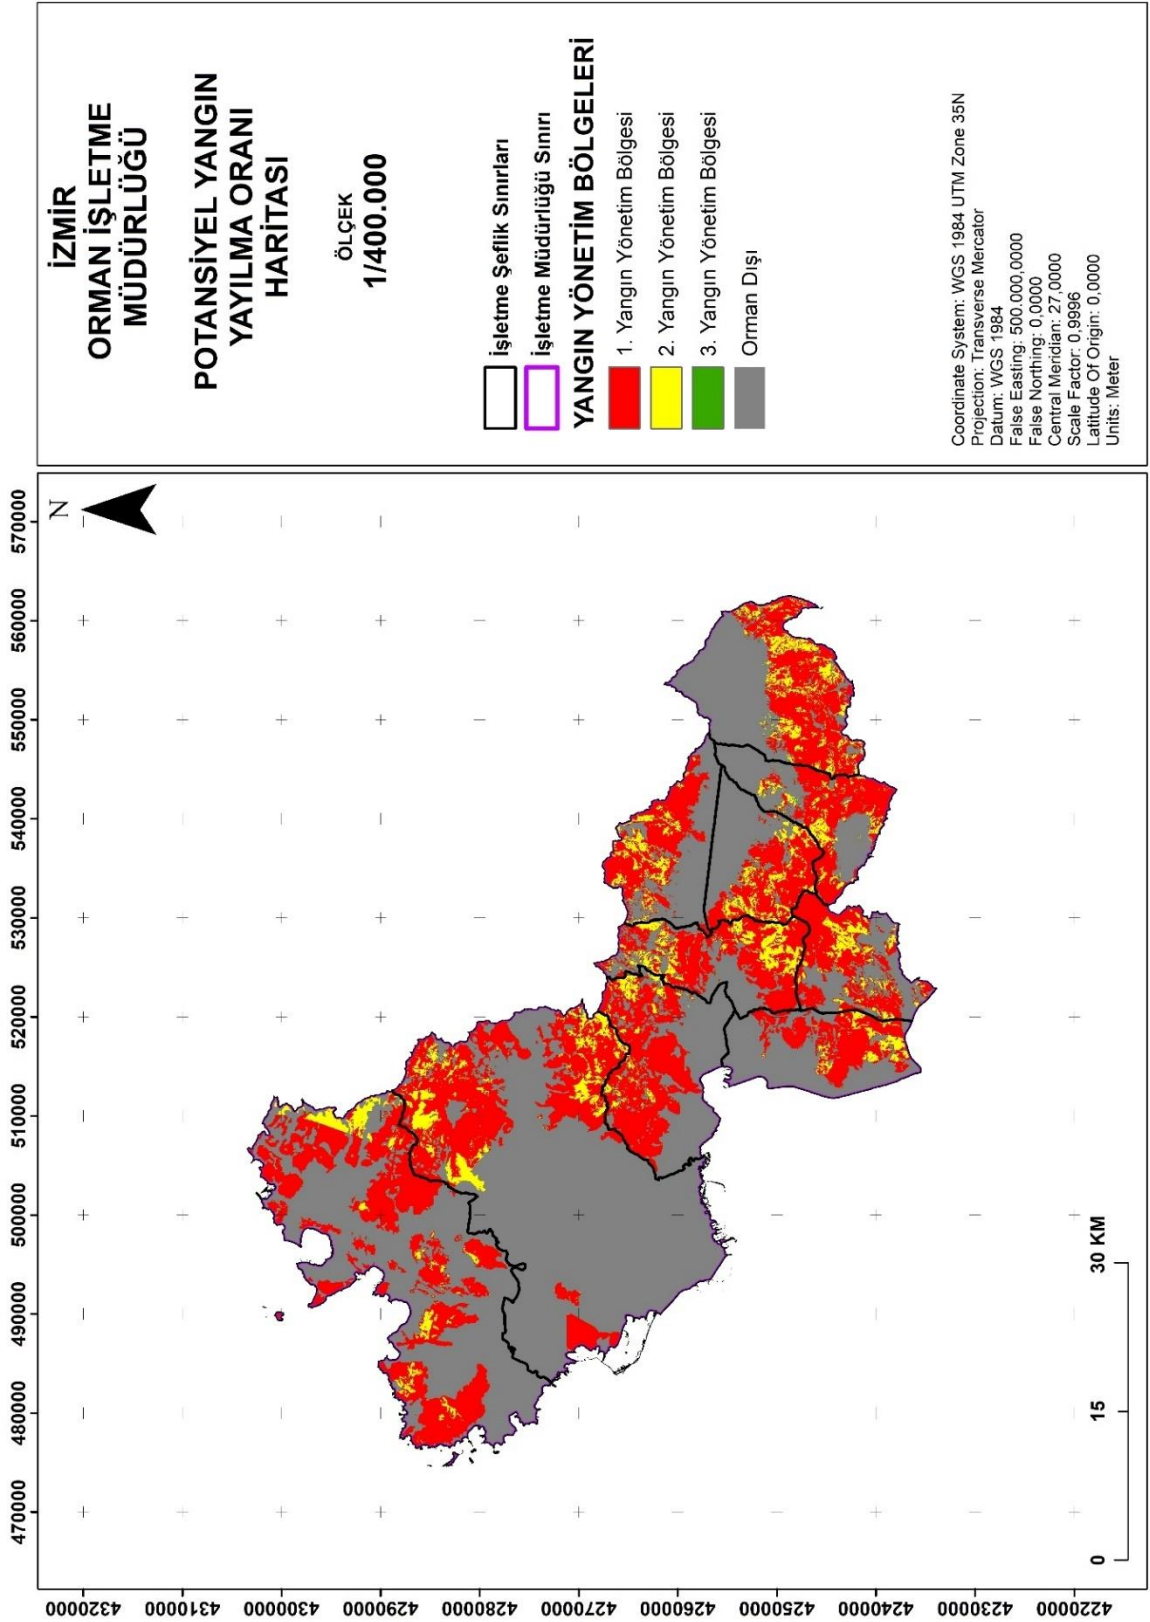 İZMİR
ORMAN İŞLETME
MÜDÜRLÜĞÜ
POTANSİYEL YANGIN
YAYILMA ORANI
HARİTASI
ÖLÇEK
1/400.000
İşletme Şeflik Sınırları
İşletme Müdürlüğü Sınırı
YANGIN YÖNETİM BÖLGELERİ
1. Yangın Yönetim Bölgesi
2. Yangın Yönetim Bölgesi
3. Yangın Yönetim Bölgesi
Orman Dışı
Coordinate System: WGS 1984 UTM Zone 35N
Projection: Transverse Mercator
Datum: WGS 1984
False Easting: 500.000,0000
False Northing: 0,0000
Central Meridian: 27,0000
Scale Factor: 0,9996
Latitude Of Origin: 0,0000
Units: Meter
470000 480000 490000 500000 510000 520000 530000 540000 550000 560000 570000
N
4320000
4310000
4300000
4290000
4280000
4270000
4260000
4250000
4240000
4230000
4220000
0 15 30 KM